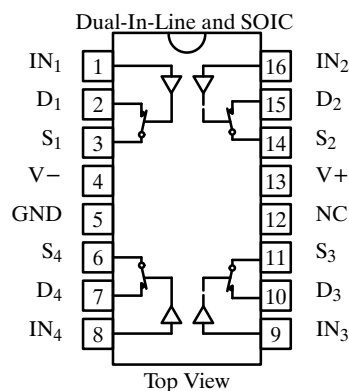 Dual-In-Line and SOIC
IN1 1 16 IN2
D1 2 15 D2
S1 3 14 S2
V− 4 13 V+
GND 5 12 NC
S4 6 11 S3
D4 7 10 D3
IN4 8 9 IN3
Top View